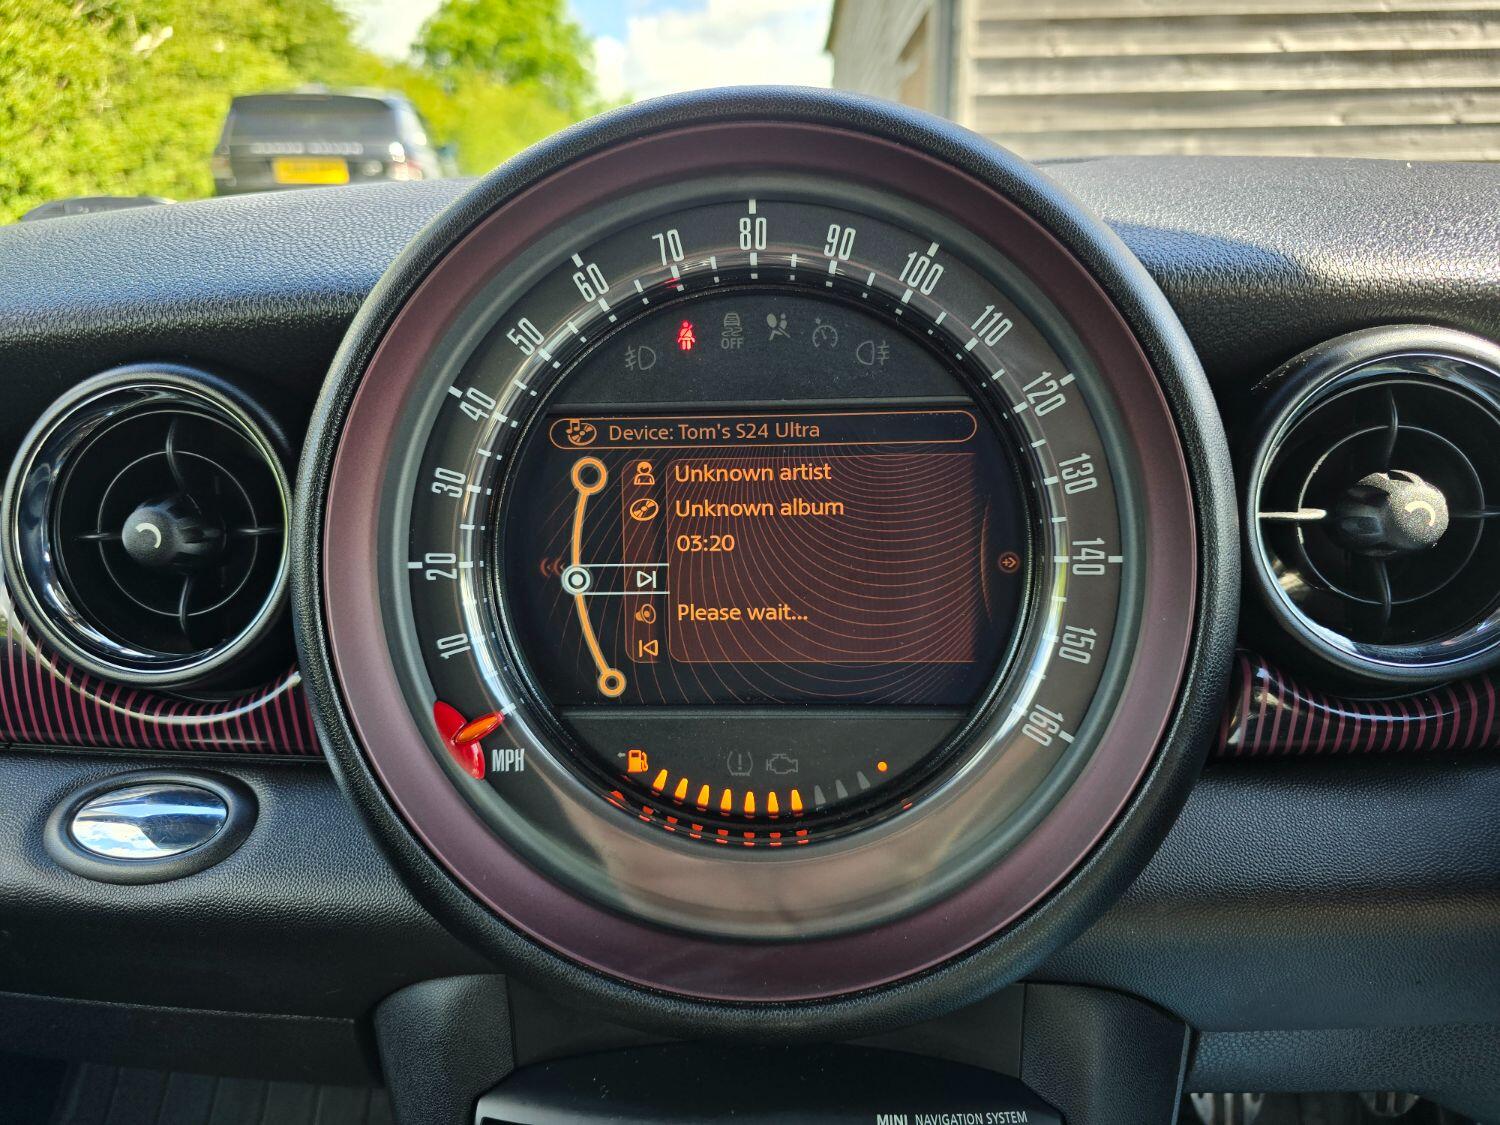 80
70
90
60
100
50
110
OFF
40
120
Device: Tom's S24 Ultra
30
Unknown artist
130
Unknown album
03:20
20
140
Please wait...
10
150
160
MPH
MINI NAVIGATION SYSTEM